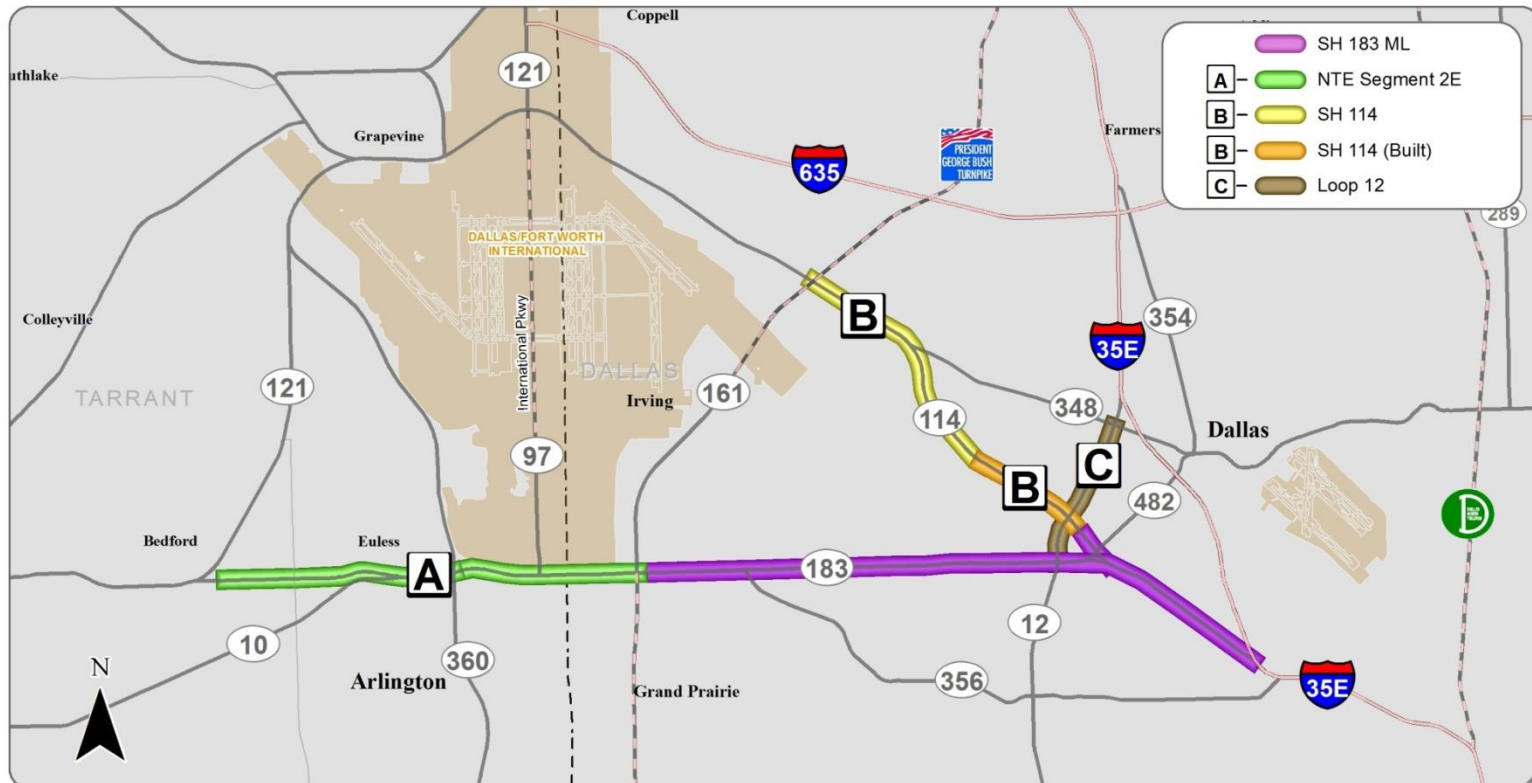 Coppell
uthlake
121
Grapevine
635
PRESIDENT
GEORGE BUSH
TURNPIKE
Farmers
SH 183 ML
A NTE Segment 2E
B SH 114
B SH 114 (Built)
C Loop 12
289
DALLAS/FORT WORTH
INTERNATIONAL
International Pkwy
Colleyville
TARRANT
DALLAS
121
Irving
161
B
114
35E
354
348
Dallas
97
C
B
482
Bedford
Euless
A
183
10
360
12
356
Arlington
Grand Prairie
35E
N